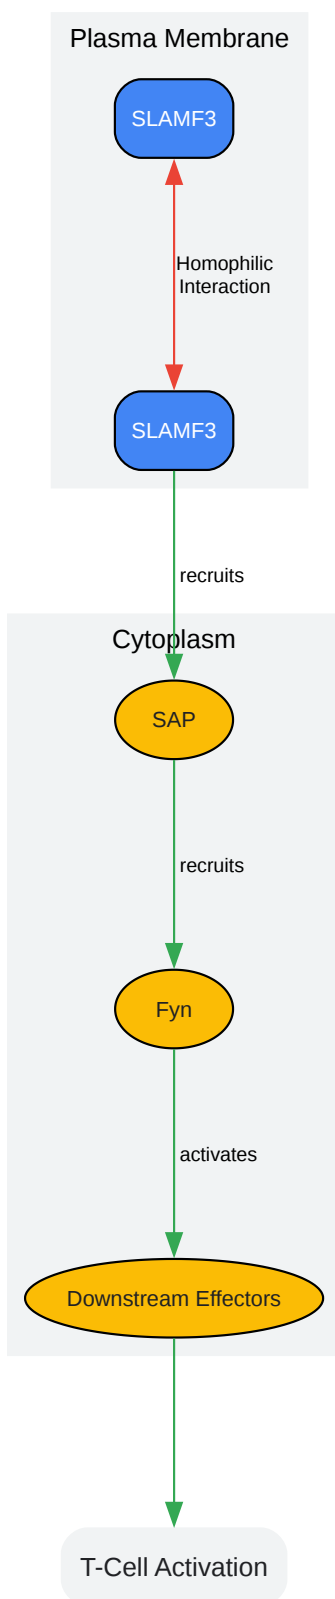 Plasma Membrane
SLAMF3
Homophilic
Interaction
SLAMF3
recruits
Cytoplasm
SAP
recruits
Fyn
activates
Downstream Effectors
T-Cell Activation